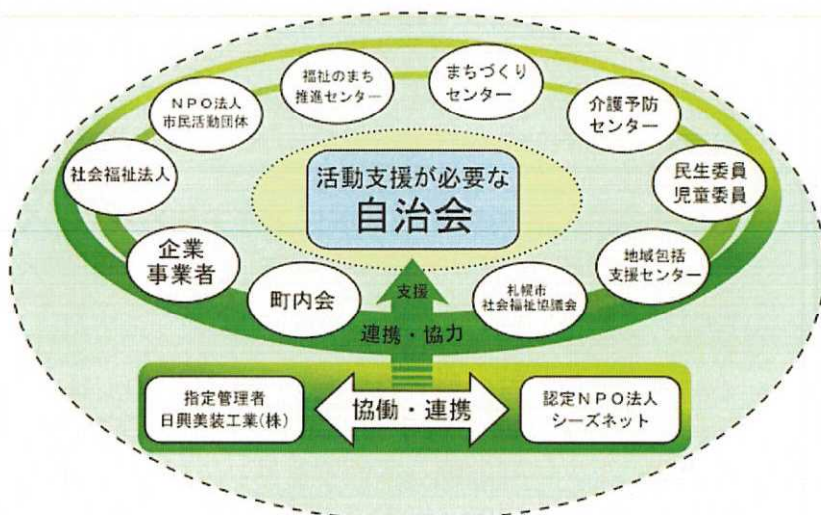 福祉のまち
推進センター
まちづくり
センター
NPO法人
市民活動団体
介護予防
センター
社会福祉法人
民生委員
児童委員
活動支援が必要な
自治会
企業
事業者
地域包括
支援センター
町内会
支援
札幌市
社会福祉協議会
連携・協力
指定管理者
日興美装工業(株)
協働・連携
認定NPO法人
シーズネット